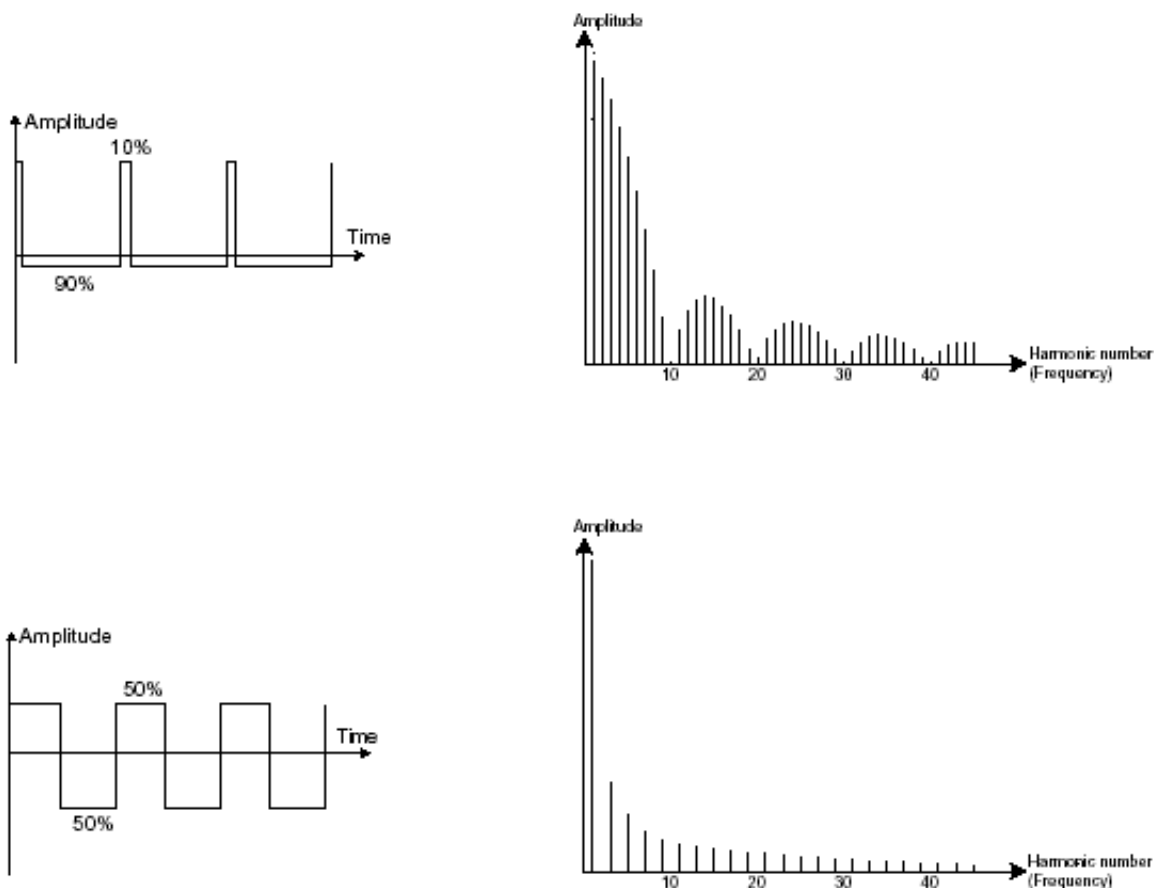 Amplitude
Amplitude
10%
Time
90%
Harmonic number
(Frequency)
10 20 30 40
Amplitude
Amplitude
50%
Time
50%
Harmonic number
(Frequency)
10 20 30 40